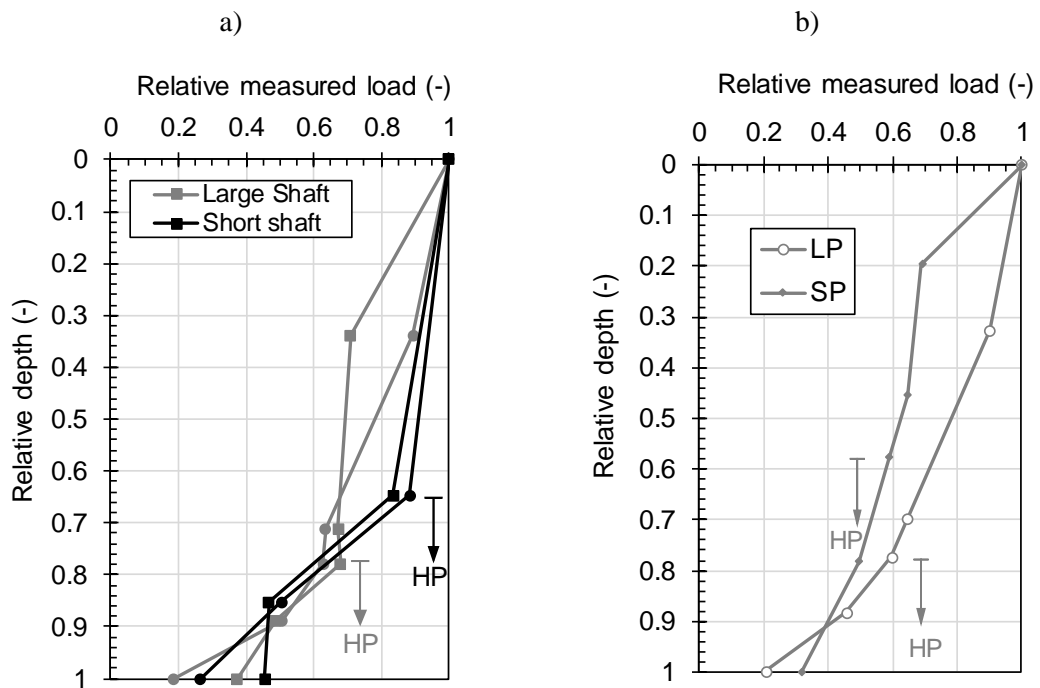 a)
Relative measured load (-)
0 0.2 0.4 0.6 0.8 1
Relative depth (-)
0
0.1
0.2
0.3
0.4
0.5
0.6
0.7
0.8
0.9
1
Large Shaft
Short shaft
HP
HP
b)
Relative measured load (-)
0 0.2 0.4 0.6 0.8 1
Relative depth (-)
0
0.1
0.2
0.3
0.4
0.5
0.6
0.7
0.8
0.9
1
LP
SP
HP
HP